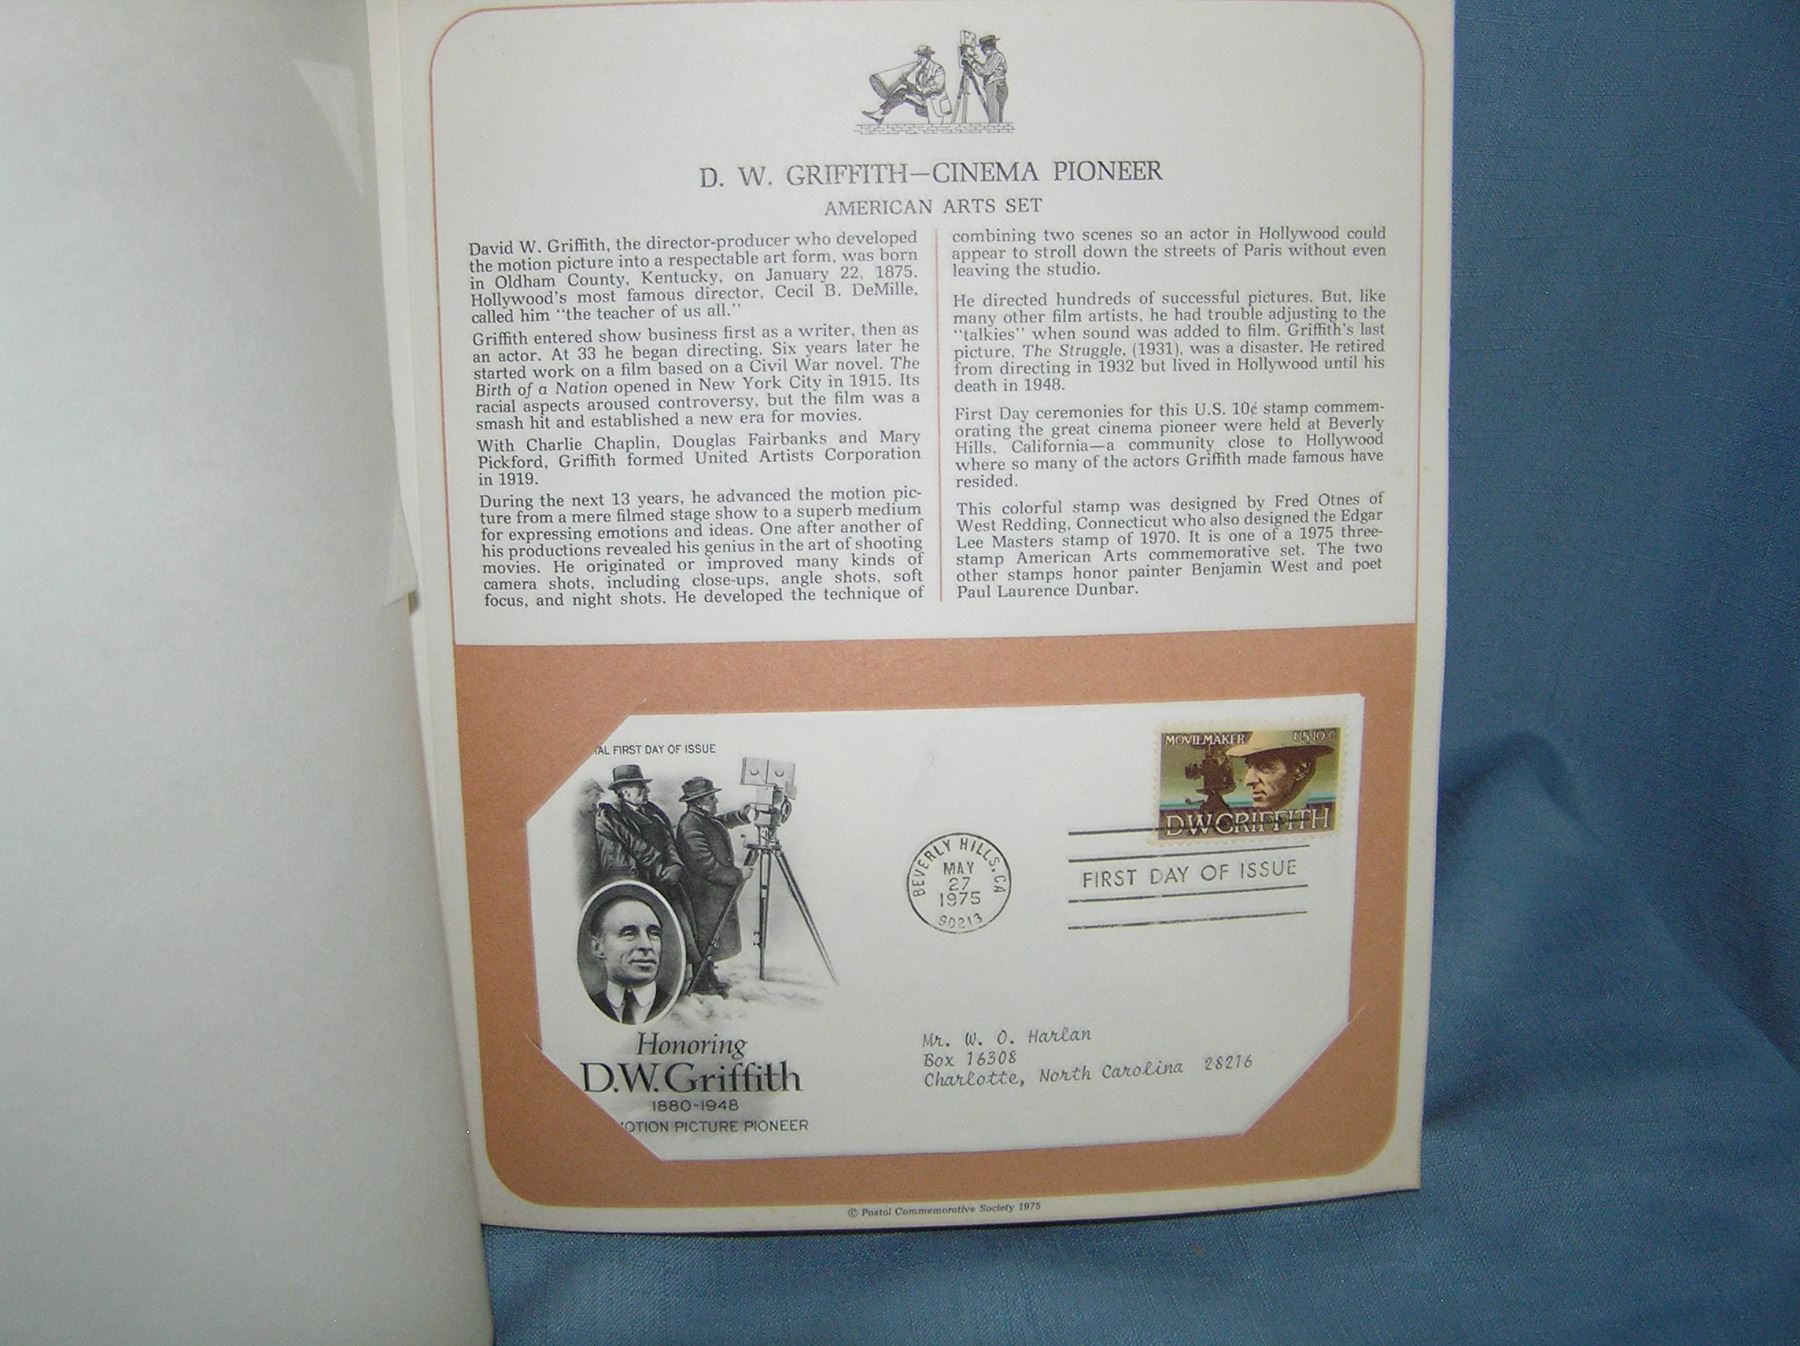 D. W. GRIFFITH—CINEMA PIONEER
AMERICAN ARTS SET
David W. Griffith, the director-producer who developed
the motion picture into a respectable art form, was born
in Oldham County, Kentucky, on January 22, 1875.
Hollywood's most famous director, Cecil B. DeMille,
called him "the teacher of us all."
Griffith entered show business first as a writer, then as
an actor. At 33 he began directing. Six years later he
started work on a film based on a Civil War novel. The
Birth of a Nation opened in New York City in 1915. Its
racial aspects aroused controversy, but the film was a
smash hit and established a new era for movies.
With Charlie Chaplin, Douglas Fairbanks and Mary
Pickford, Griffith formed United Artists Corporation
in 1919.
During the next 13 years, he advanced the motion pic-
ture from a mere filmed stage show to a superb medium
for expressing emotions and ideas. One after another of
his productions revealed his genius in the art of shooting
movies. He originated or improved many kinds of
camera shots, including close-ups, angle shots, soft
focus, and night shots. He developed the technique of
combining two scenes so an actor in Hollywood could
appear to stroll down the streets of Paris without even
leaving the studio.
He directed hundreds of successful pictures. But, like
many other film artists, he had trouble adjusting to the
"talkies" when sound was added to film. Griffith's last
picture, The Struggle, (1931), was a disaster. He retired
from directing in 1932 but lived in Hollywood until his
death in 1948.
First Day ceremonies for this U.S. 10¢ stamp commem-
orating the great cinema pioneer were held at Beverly
Hills, California—a community close to Hollywood
where so many of the actors Griffith made famous have
resided.
This colorful stamp was designed by Fred Otnes of
West Redding, Connecticut who also designed the Edgar
Lee Masters stamp of 1970. It is one of a 1975 three-
stamp American Arts commemorative set. The two
other stamps honor painter Benjamin West and poet
Paul Laurence Dunbar.
AL FIRST DAY OF ISSUE
MOVIEMAKER US 10 c
D.W. GRIFFITH
BEVERLY HILLS, CA
MAY
27
1975
90213
FIRST DAY OF ISSUE
Honoring
D.W. Griffith
1880-1948
OTION PICTURE PIONEER
Mr. W. O. Harlan
Box 16308
Charlotte, North Carolina 28216
© Postal Commemorative Society 1975